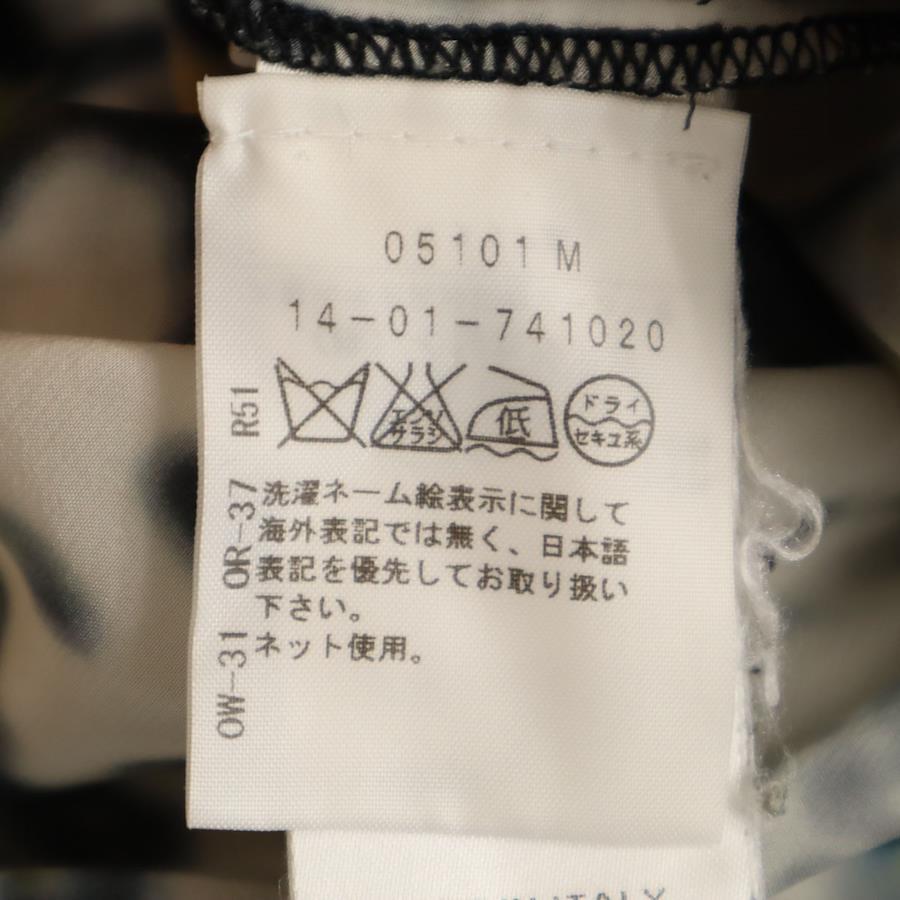 05101 M
14-01-741020
エンソ
サラシ
低
ドライ
セキユ系
洗濯ネーム絵表示に関して
海外表記では無く、日本語
表記を優先してお取り扱い
下さい。
ネット使用。
OW-31 OR-37 R51